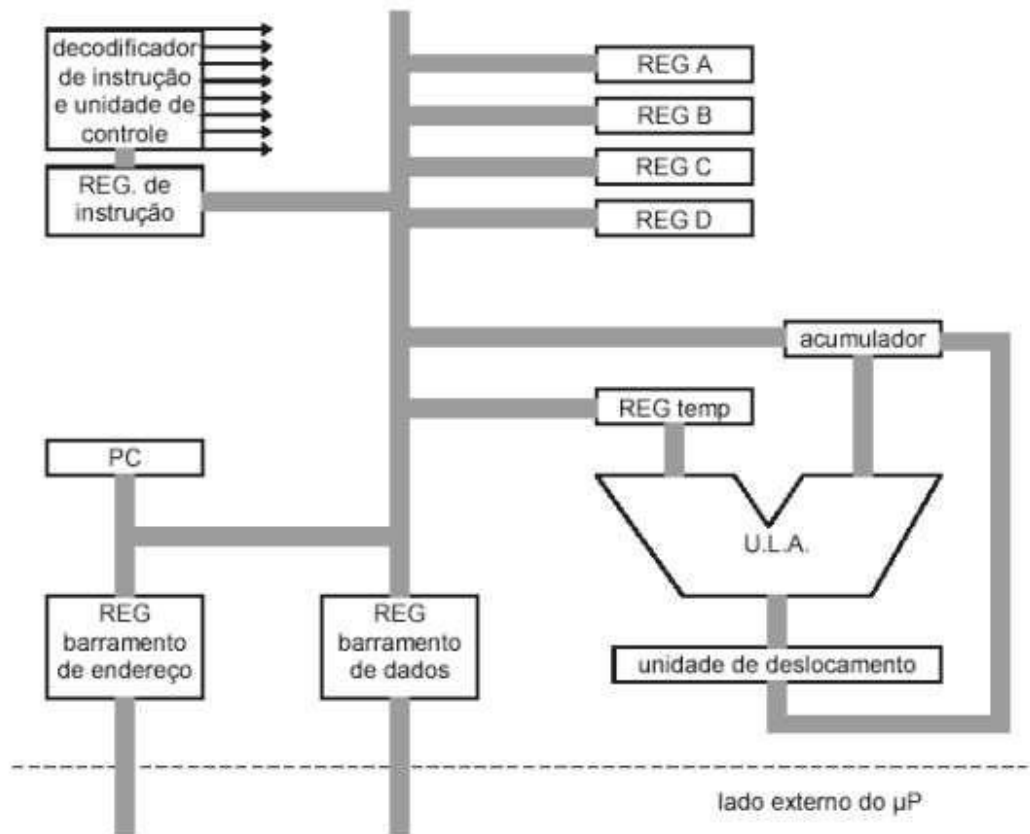 decodificador
de instrução
e unidade de
controle
REG. de
instrução
REG A
REG B
REG C
REG D
acumulador
REG temp
PC
U.L.A.
REG
barramento
de endereço
REG
barramento
de dados
unidade de deslocamento
lado externo do µP